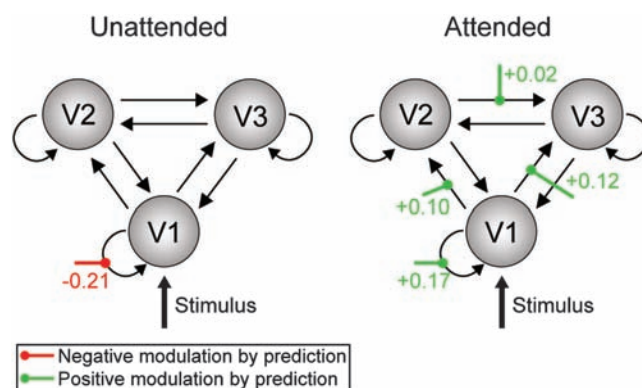 Unattended
Attended
V2
V3
V1
-0.21
Stimulus
+0.02
V2
V3
+0.12
+0.10
V1
+0.17
Stimulus
Negative modulation by prediction
Positive modulation by prediction